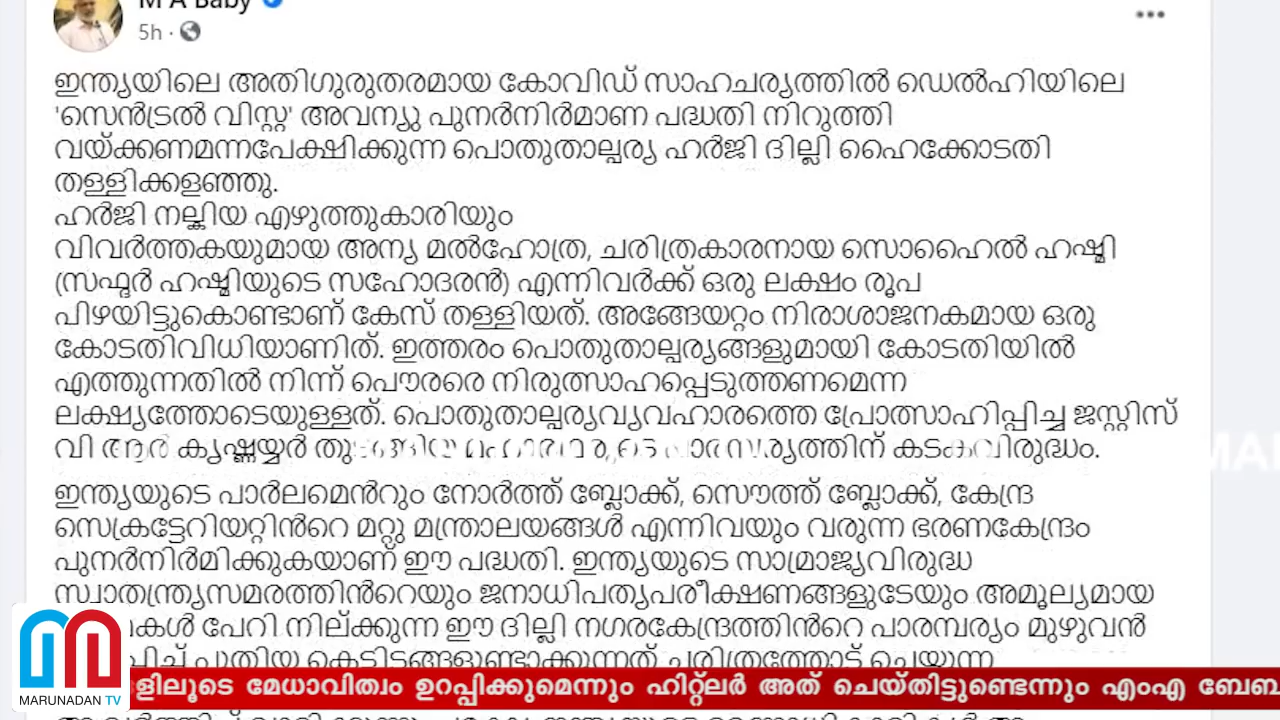 M A Baby
5h
ഇന്ത്യയിലെ അതിഗുരുതരമായ കോവിഡ് സാഹചര്യത്തിൽ ഡെൽഹിയിലെ
'സെൻട്രൽ വിസ്റ്റ' അവന്യു പുനർനിർമാണ പദ്ധതി നിറുത്തി
വയ്ക്കണമന്നപേക്ഷിക്കുന്ന പൊതുതാല്പര്യ ഹർജി ദില്ലി ഹൈക്കോടതി
തള്ളിക്കളഞ്ഞു.
ഹർജി നല്കിയ എഴുത്തുകാരിയും
വിവർത്തകയുമായ അന്യ മൽഹോത്ര, ചരിത്രകാരനായ സൊഹൈൽ ഹഷ്മി
(സഫ്ദർ ഹഷ്മിയുടെ സഹോദരൻ) എന്നിവർക്ക് ഒരു ലക്ഷം രൂപ
പിഴയിട്ടുകൊണ്ടാണ് കേസ് തള്ളിയത്. അങ്ങേയറ്റം നിരാശാജനകമായ ഒരു
കോടതിവിധിയാണിത്. ഇത്തരം പൊതുതാല്പര്യങ്ങളുമായി കോടതിയിൽ
എത്തുന്നതിൽ നിന്ന് പൌരരെ നിരുത്സാഹപ്പെടുത്തണമെന്ന
ലക്ഷ്യത്തോടെയുള്ളത്. പൊതുതാല്പര്യവ്യവഹാരത്തെ പ്രോത്സാഹിപ്പിച്ച ജസ്റ്റിസ്
വി ആർ കൃഷ്ണയ്യർ കടകവിരുദ്ധം.
ഇന്ത്യയുടെ പാർലമെൻറും നോർത്ത് ബ്ലോക്ക്, സൌത്ത് ബ്ലോക്ക്, കേന്ദ്ര
സെക്രട്ടേറിയറ്റിൻറെ മറ്റു മന്ത്രാലയങ്ങൾ എന്നിവയും വരുന്ന ഭരണകേന്ദ്രം
പുനർനിർമിക്കുകയാണ് ഈ പദ്ധതി. ഇന്ത്യയുടെ സാമ്രാജ്യവിരുദ്ധ
സ്വാതന്ത്ര്യസമരത്തിൻറെയും ജനാധിപത്യപരീക്ഷണങ്ങളുടേയും അമൂല്യമായ
പേറി നില്ക്കുന്ന ഈ ദില്ലി നഗരകേന്ദ്രത്തിൻറെ പാരമ്പര്യം മുഴുവൻ
പുതിയ കെട്ടിടങ്ങളുണ്ടാക്കുന്നത് ചരിത്രത്തോട് ചെയ്യുന്ന
MARUNADAN TV
ളിലൂടെ മേധാവിത്വം ഉറപ്പിക്കുമെന്നും ഹിറ്റ്ലർ അത് ചെയ്തിട്ടുണ്ടെന്നും എംഎ ബേബ